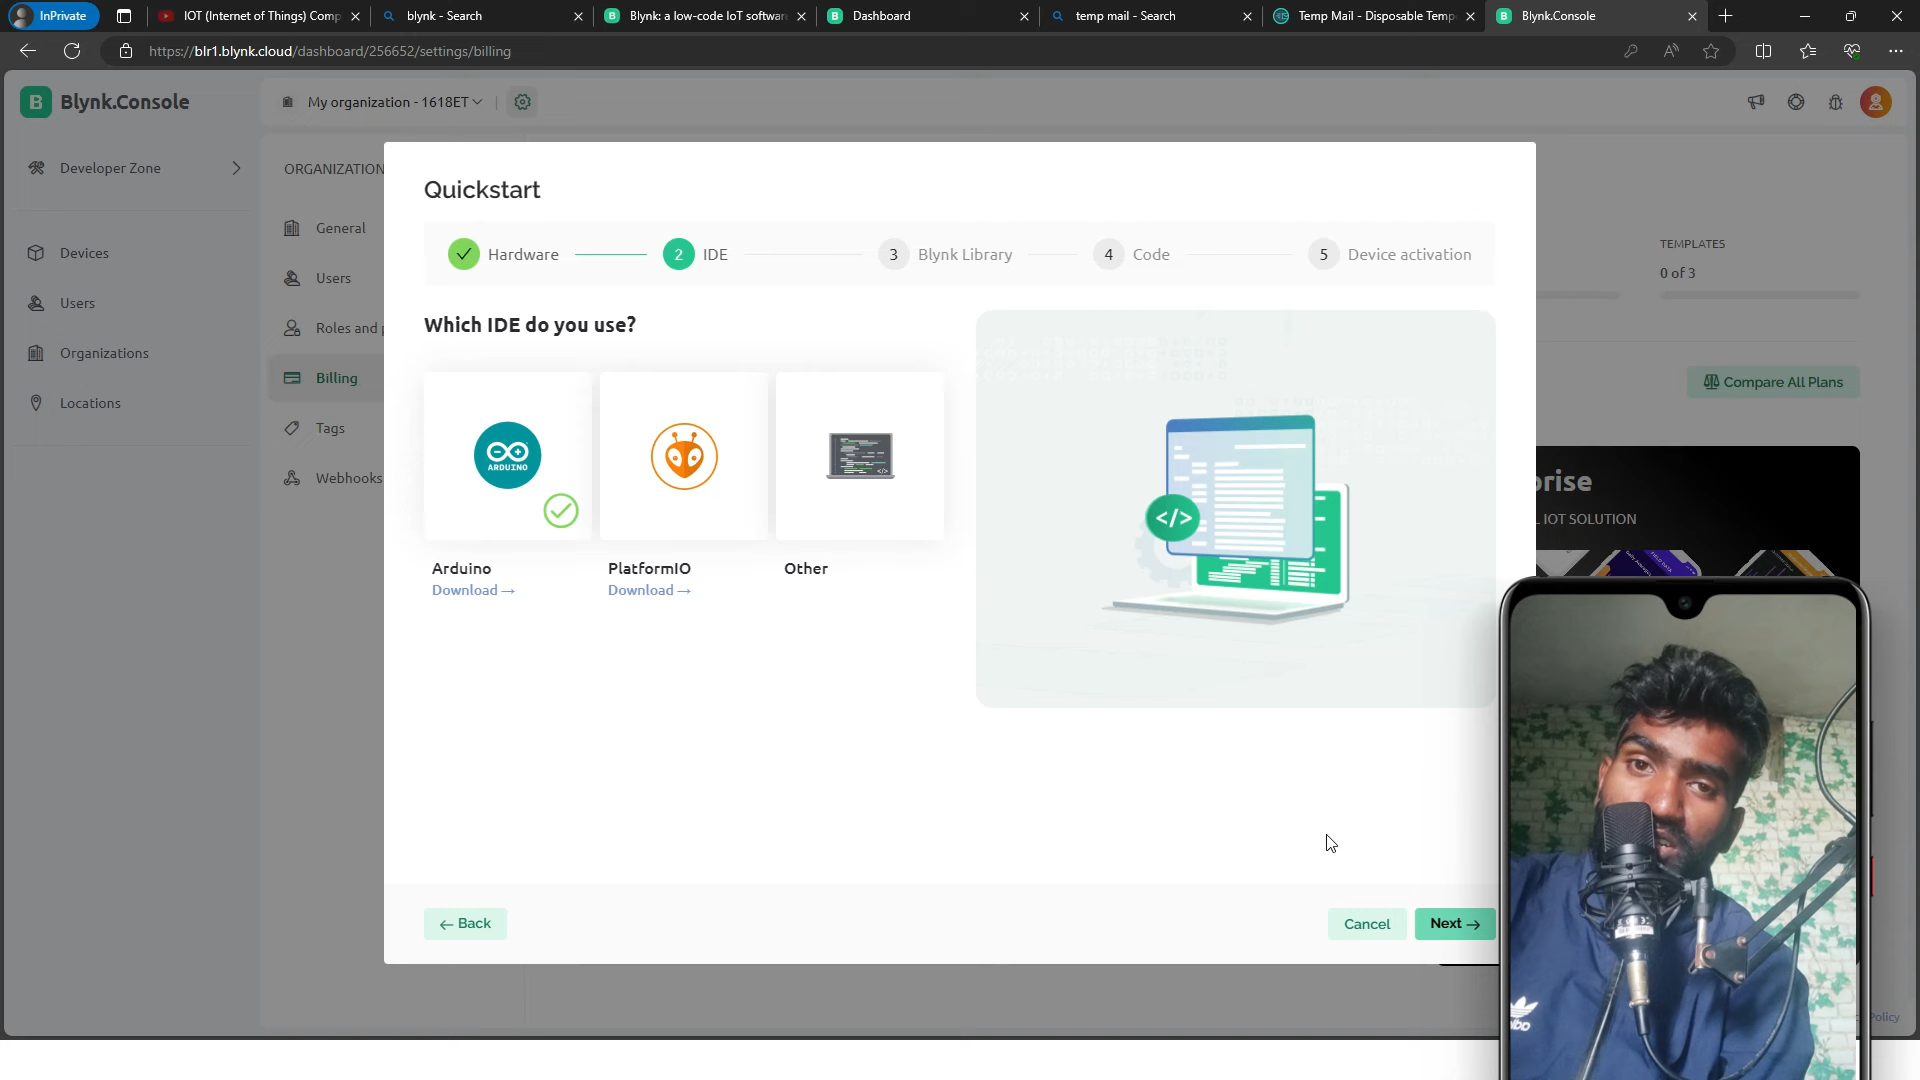 InPrivate
IOT (Internet of Things) Comp
blynk - Search
Blynk: a low-code IoT softwar
Dashboard
temp mail - Search
Temp Mail - Disposable Temp
Blynk.Console
https://blr1.blynk.cloud/dashboard/256652/settings/billing
B Blynk.Console
My organization - 1618ET
Developer Zone
Devices
Users
Organizations
Locations
ORGANIZATION
General
Users
Roles and p
Billing
Tags
Webhooks
Quickstart
Hardware
2 IDE
3 Blynk Library
4 Code
5 Device activation
Which IDE do you use?
ARDUINO
Arduino
Download →
PlatformIO
Download →
Other
</>
← Back
Cancel
Next →
TEMPLATES
0 of 3
Compare All Plans
prise
IOT SOLUTION
Policy